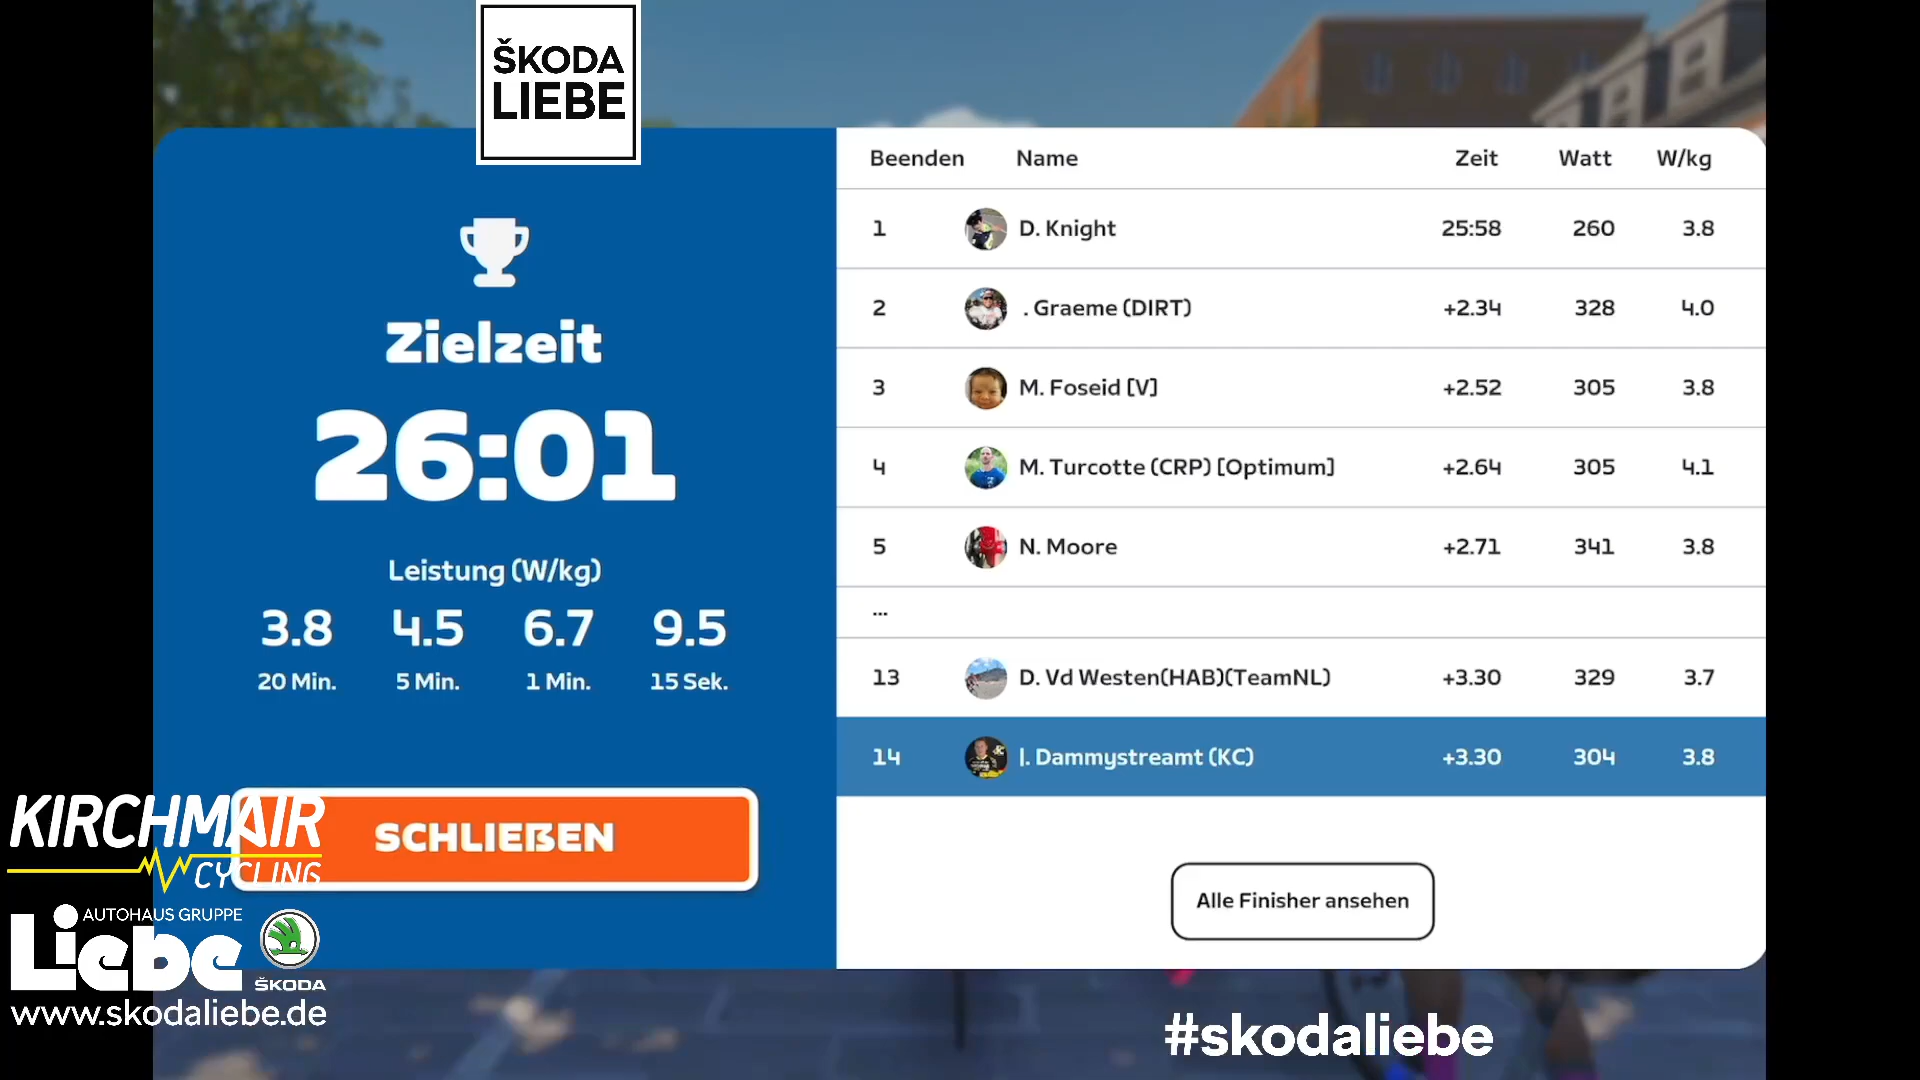 ŠKODA
LIEBE
Zielzeit
26:01
Leistung (W/kg)
3.8 4.5 6.7 9.5
20 Min. 5 Min. 1 Min. 15 Sek.
SCHLIEẞEN
KIRCHMAIR
CYCLING
AUTOHAUS GRUPPE
Liebe
ŠKODA
www.skodaliebe.de
Beenden Name Zeit Watt W/kg
1 D. Knight 25:58 260 3.8
2 . Graeme (DIRT) +2.34 328 4.0
3 M. Foseid [V] +2.52 305 3.8
4 M. Turcotte (CRP) [Optimum] +2.64 305 4.1
5 N. Moore +2.71 341 3.8
...
13 D. Vd Westen(HAB)(TeamNL) +3.30 329 3.7
14 |. Dammystreamt (KC) +3.30 304 3.8
Alle Finisher ansehen
#skodaliebe